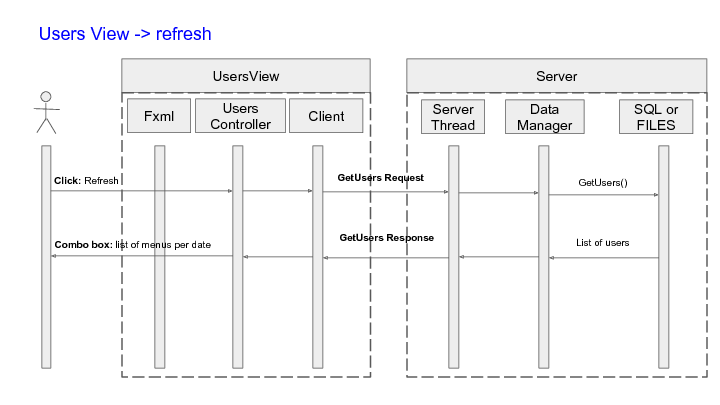 Users View -> refresh
UsersView
Server
Fxml
Users
Controller
Client
Server
Thread
Data
Manager
SQL or
FILES
Click: Refresh
GetUsers Request
GetUsers()
Combo box: list of menus per date
GetUsers Response
List of users